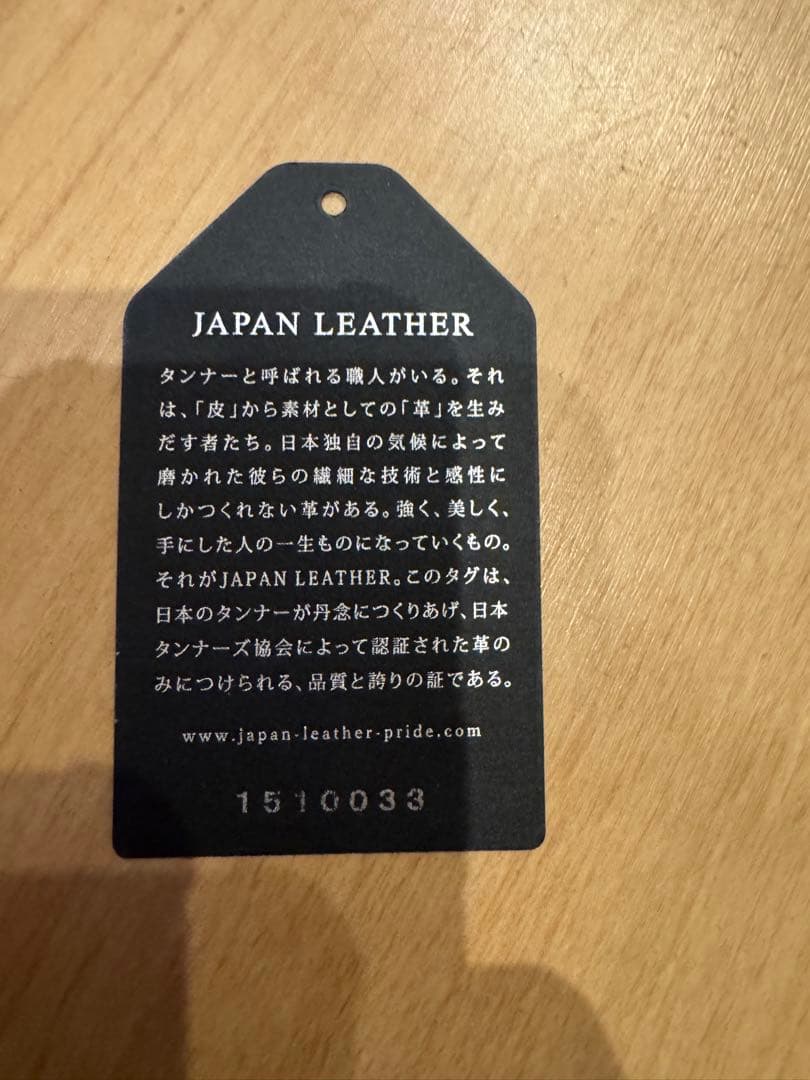 JAPAN LEATHER
タンナーと呼ばれる職人がいる。それ
は、「皮」から素材としての「革」を生み
だす者たち。日本独自の気候によって
磨かれた彼らの繊細な技術と感性に
しかつくれない革がある。強く、美しく、
手にした人の一生ものになっていくもの。
それがJAPAN LEATHER。このタグは、
日本のタンナーが丹念につくりあげ、日本
タンナーズ協会によって認証された革の
みにつけられる、品質と誇りの証である。
www.japan-leather-pride.com
1510033